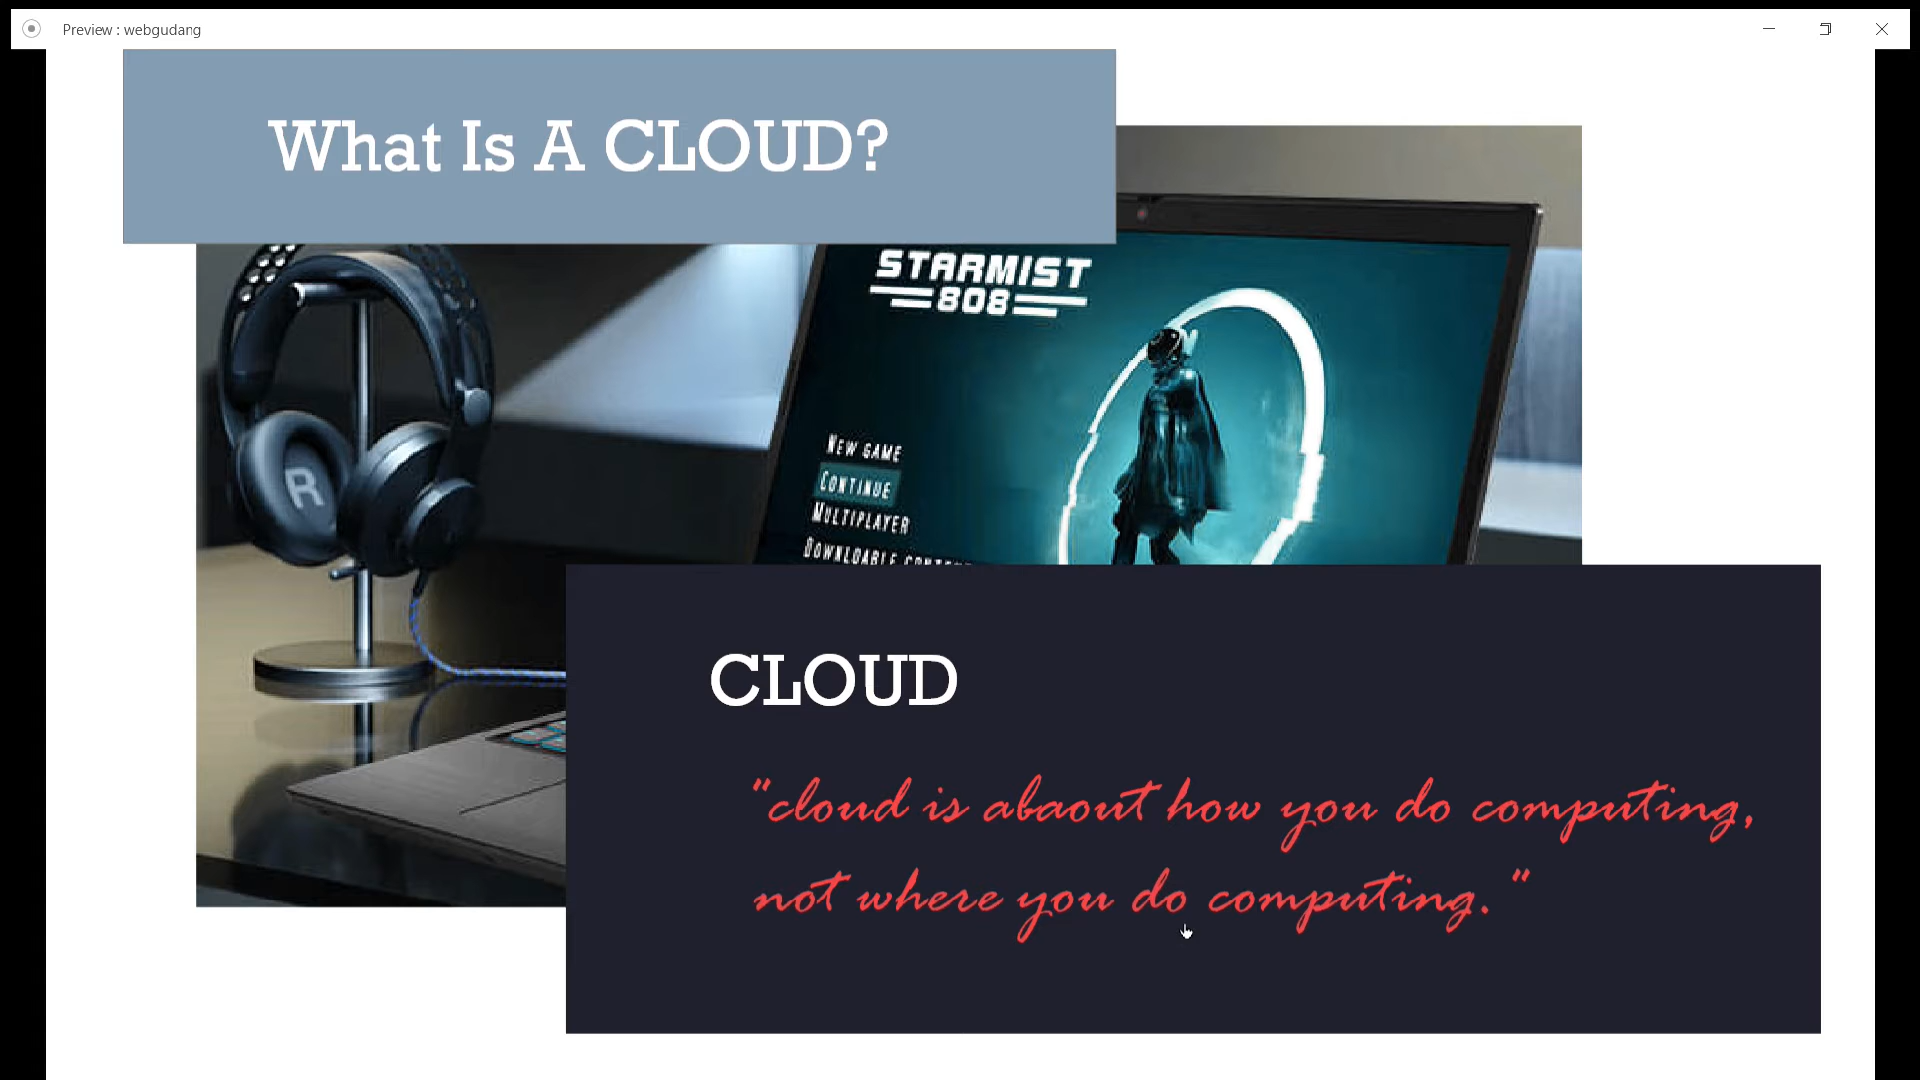 Preview : webgudang
What Is A CLOUD?
STARMIST
808
NEW GAME
CONTINUE
MULTIPLAYER
DOWNLOADABLE
R
CLOUD
"cloud is abaout how you do computing,
not where you do computing."